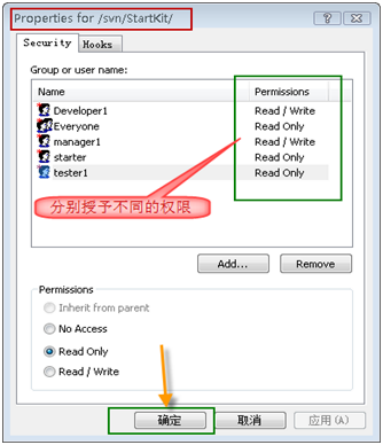 Properties for /svn/StartKit/
Security Hooks
Group or user name:
Name Permissions
Developer1 Read / Write
Everyone Read Only
manager1 Read / Write
starter Read Only
tester1 Read Only
分别授予不同的权限
Add... Remove
Permissions
Inherit from parent
No Access
Read Only
Read / Write
确定 取消 应用(A)